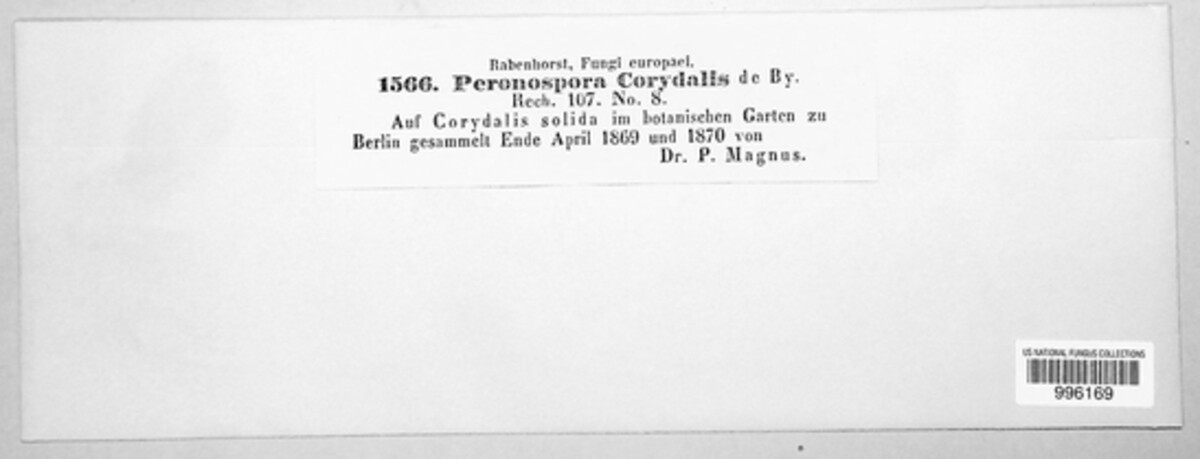 Rabenhorst, Fungi europaei.
1566. Peronospora Corydalis de By.
Rech. 107. No. 8.
Auf Corydalis solida im botanischen Garten zu
Berlin gesammelt Ende April 1869 und 1870 von
Dr. P. Magnus.
US NATIONAL FUNGUS COLLECTIONS
996169